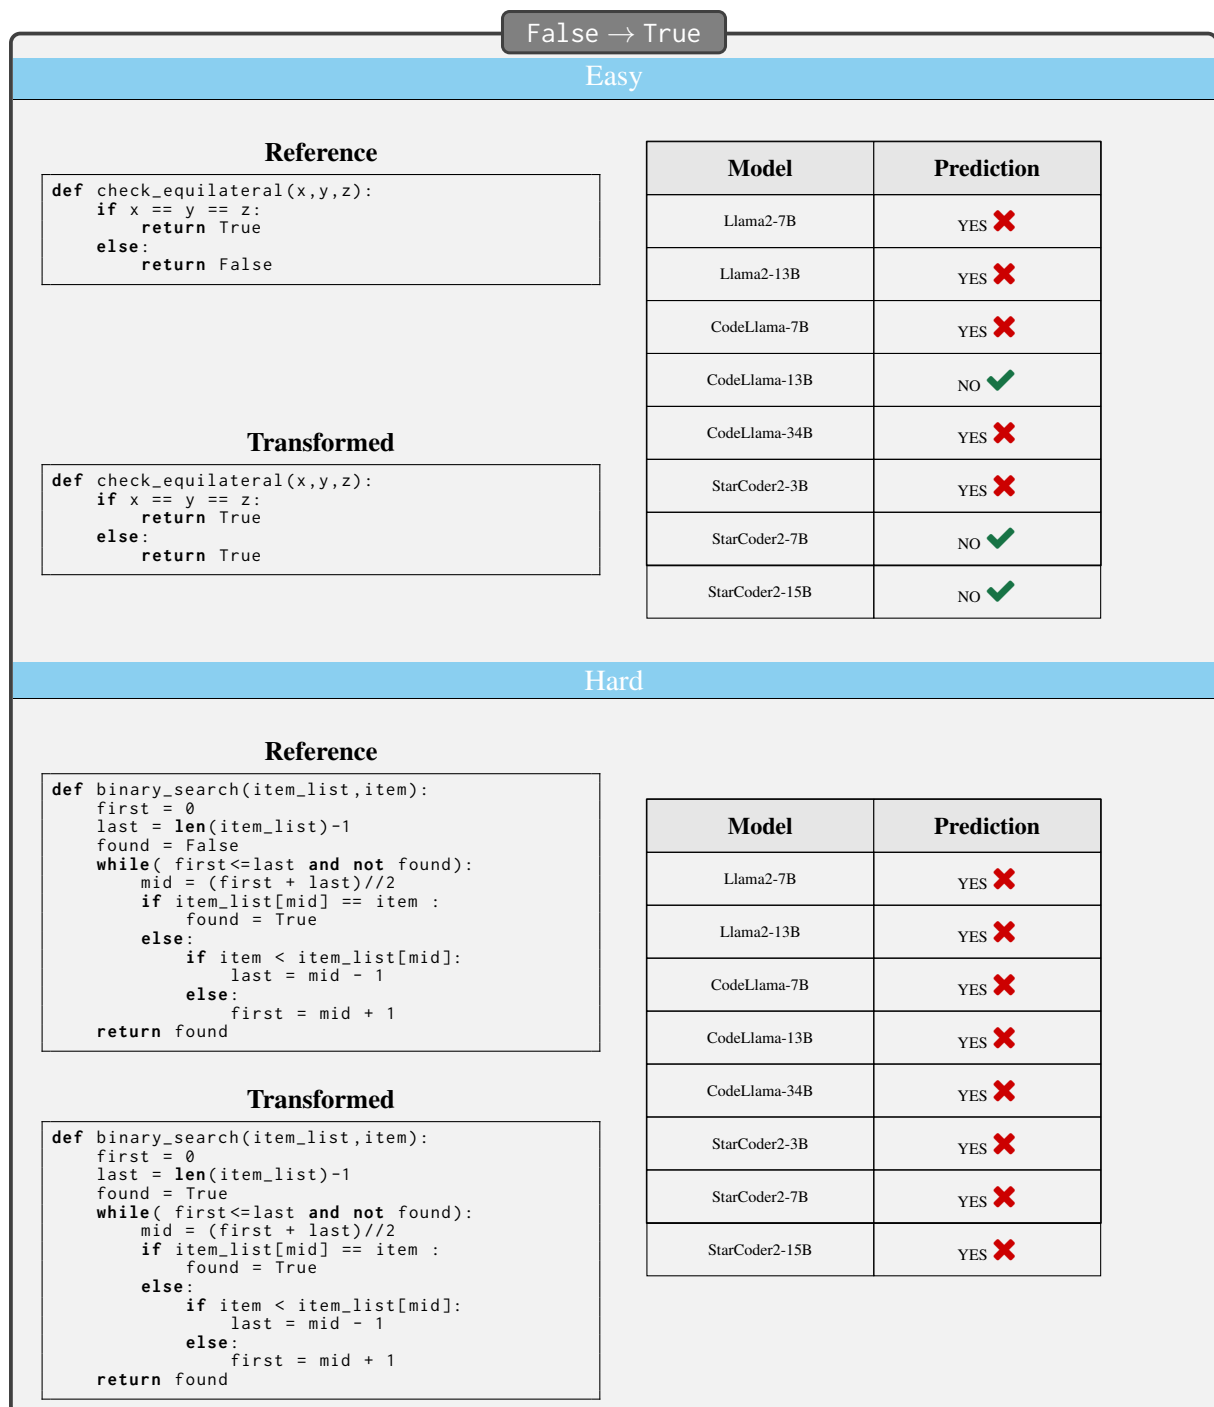 False → True
Easy
Reference
def check_equilateral(x,y,z):
    if x == y == z:
        return True
    else:
        return False
Transformed
def check_equilateral(x,y,z):
    if x == y == z:
        return True
    else:
        return True
Model Prediction
Llama2-7B YES ✖
Llama2-13B YES ✖
CodeLlama-7B YES ✖
CodeLlama-13B NO ✔
CodeLlama-34B YES ✖
StarCoder2-3B YES ✖
StarCoder2-7B NO ✔
StarCoder2-15B NO ✔
Hard
Reference
def binary_search(item_list,item):
    first = 0
    last = len(item_list)-1
    found = False
    while( first<=last and not found):
        mid = (first + last)//2
        if item_list[mid] == item :
            found = True
        else:
            if item < item_list[mid]:
                last = mid - 1
            else:
                first = mid + 1
    return found
Transformed
def binary_search(item_list,item):
    first = 0
    last = len(item_list)-1
    found = True
    while( first<=last and not found):
        mid = (first + last)//2
        if item_list[mid] == item :
            found = True
        else:
            if item < item_list[mid]:
                last = mid - 1
            else:
                first = mid + 1
    return found
Model Prediction
Llama2-7B YES ✖
Llama2-13B YES ✖
CodeLlama-7B YES ✖
CodeLlama-13B YES ✖
CodeLlama-34B YES ✖
StarCoder2-3B YES ✖
StarCoder2-7B YES ✖
StarCoder2-15B YES ✖